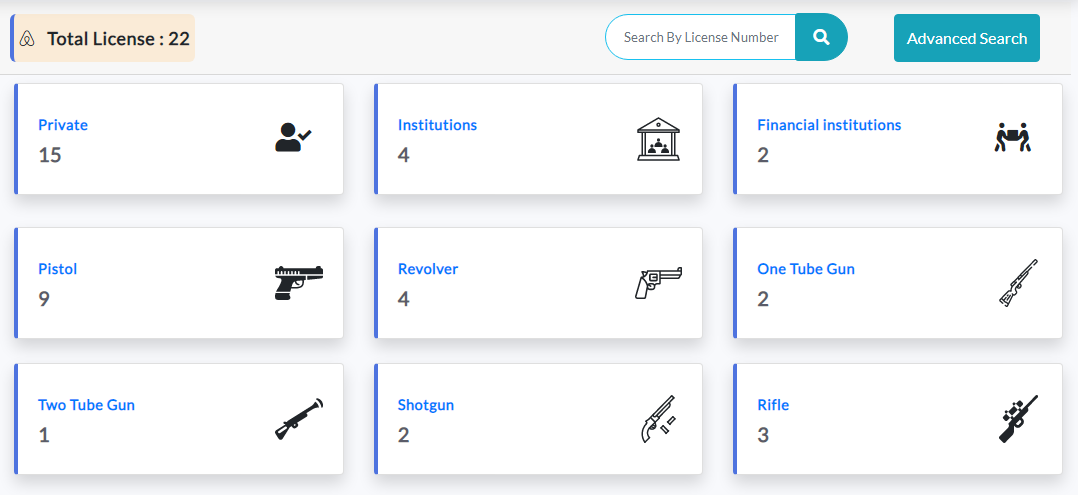 Total License : 22
Search By License Number
Advanced Search
Private
15
Institutions
4
Financial institutions
2
Pistol
9
Revolver
4
One Tube Gun
2
Two Tube Gun
1
Shotgun
2
Rifle
3